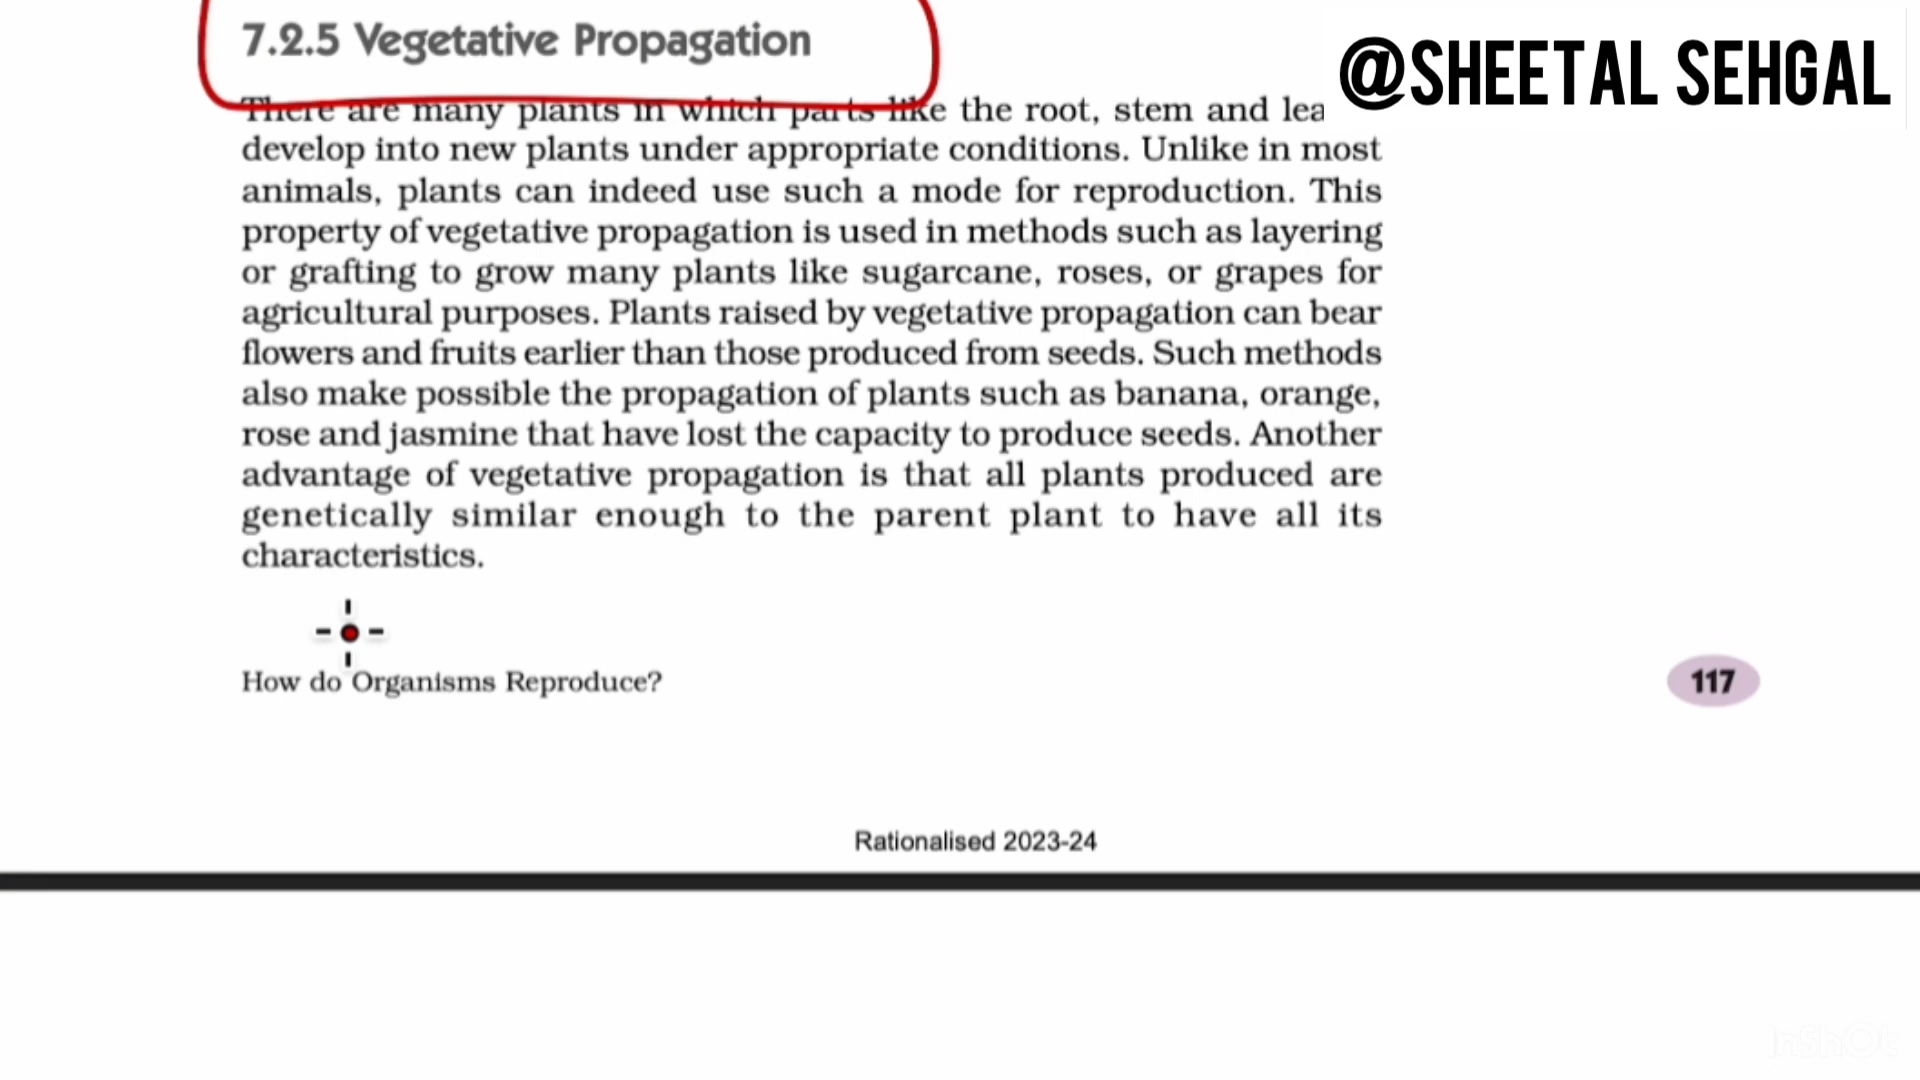 7.2.5 Vegetative Propagation
@SHEETAL SEHGAL
There are many plants in which parts like the root, stem and
develop into new plants under appropriate conditions. Unlike in most
animals, plants can indeed use such a mode for reproduction. This
property of vegetative propagation is used in methods such as layering
or grafting to grow many plants like sugarcane, roses, or grapes for
agricultural purposes. Plants raised by vegetative propagation can bear
flowers and fruits earlier than those produced from seeds. Such methods
also make possible the propagation of plants such as banana, orange,
rose and jasmine that have lost the capacity to produce seeds. Another
advantage of vegetative propagation is that all plants produced are
genetically similar enough to the parent plant to have all its
characteristics.
How do Organisms Reproduce?
117
Rationalised 2023-24
InShOt